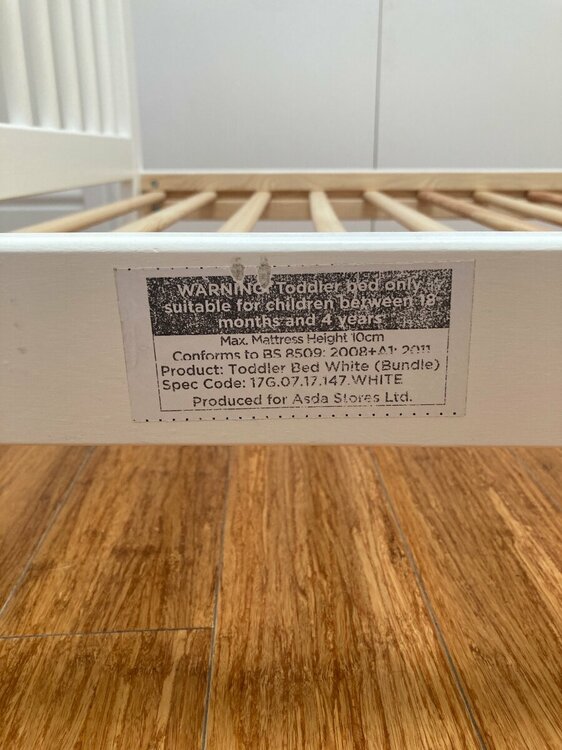 WARNING: Toddler bed only
suitable for children between 18
months and 4 years
Max. Mattress Height 10cm
Conforms to BS 8509: 2008+A1: 2011
Product: Toddler Bed White (Bundle)
Spec Code: 17G.07.17.147.WHITE
Produced for Asda Stores Ltd.